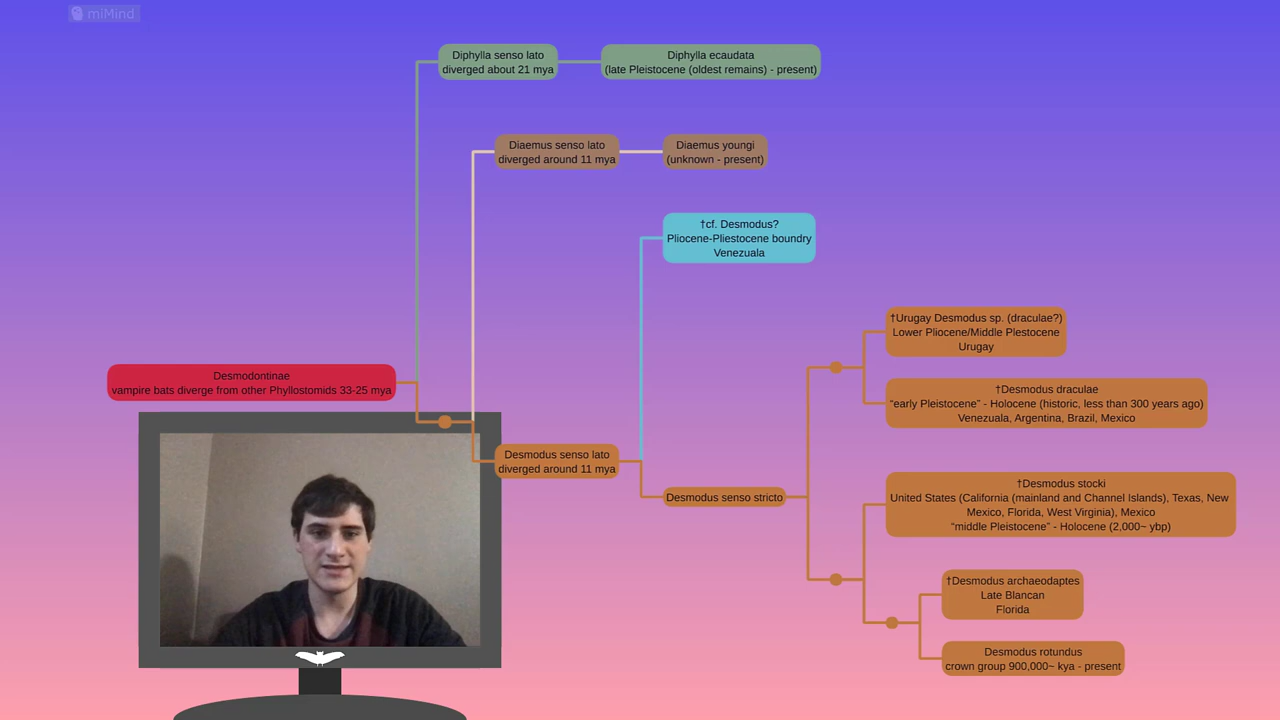 miMind
Diphylla senso lato
diverged about 21 mya
Diphylla ecaudata
(late Pleistocene (oldest remains) - present)
Diaemus senso lato
diverged around 11 mya
Diaemus youngi
(unknown - present)
†cf. Desmodus?
Pliocene-Pliestocene boundry
Venezuala
†Urugay Desmodus sp. (draculae?)
Lower Pliocene/Middle Plestocene
Urugay
Desmodontinae
vampire bats diverge from other Phyllostomids 33-25 mya
†Desmodus draculae
“early Pleistocene” - Holocene (historic, less than 300 years ago)
Venezuala, Argentina, Brazil, Mexico
Desmodus senso lato
diverged around 11 mya
Desmodus senso stricto
†Desmodus stocki
United States (California (mainland and Channel Islands), Texas, New
Mexico, Florida, West Virginia), Mexico
“middle Pleistocene” - Holocene (2,000~ ybp)
†Desmodus archaeodaptes
Late Blancan
Florida
Desmodus rotundus
crown group 900,000~ kya - present